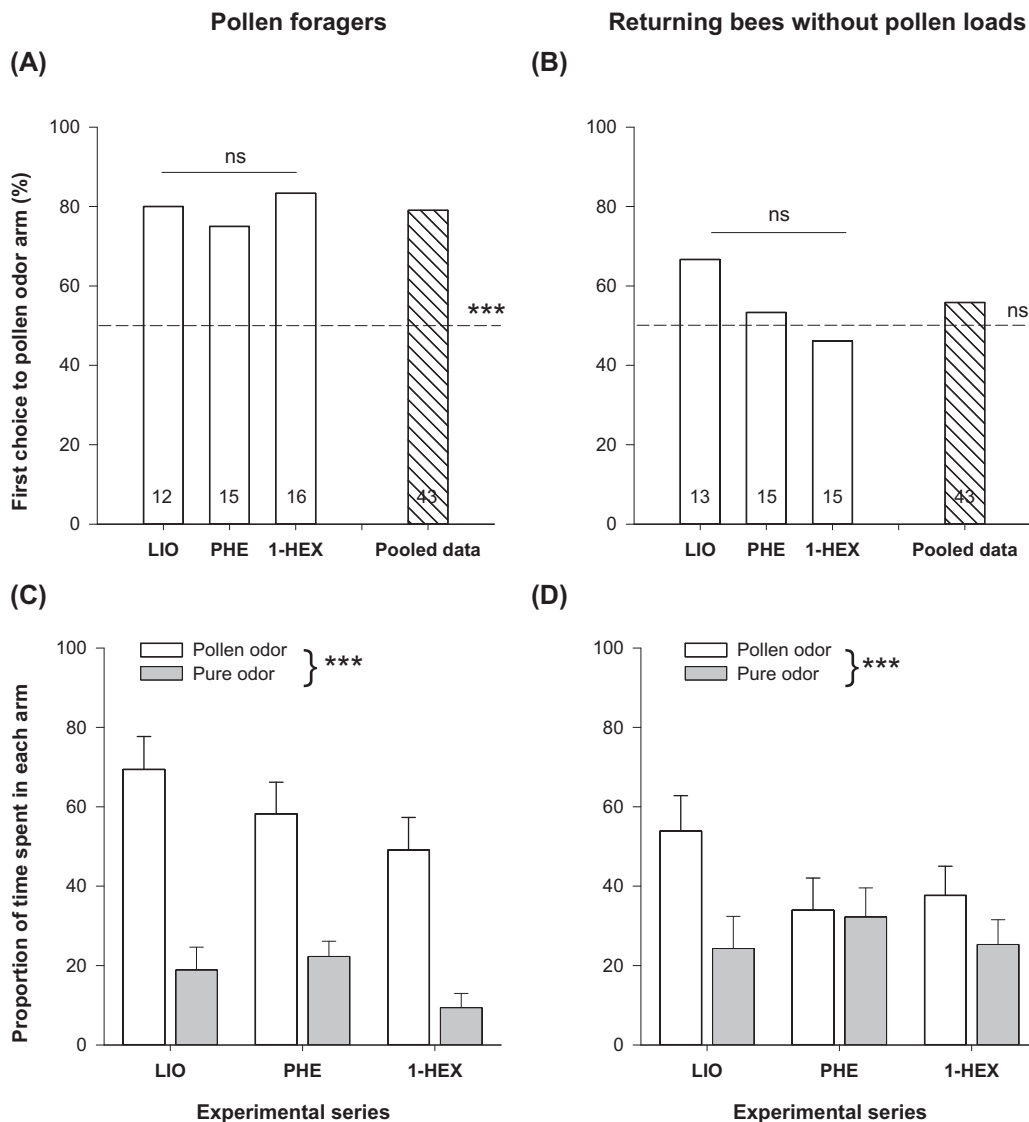 Pollen foragers
Returning bees without pollen loads
(A)
(B)
First choice to pollen odor arm (%)
100
80
60
40
20
0
ns
***
12
15
16
43
LIO
PHE
1-HEX
Pooled data
100
80
60
40
20
0
ns
ns
13
15
15
43
LIO
PHE
1-HEX
Pooled data
(C)
(D)
Proportion of time spent in each arm
100
80
60
40
20
0
Pollen odor
Pure odor
} ***
LIO
PHE
1-HEX
Experimental series
100
80
60
40
20
0
Pollen odor
Pure odor
} ***
LIO
PHE
1-HEX
Experimental series